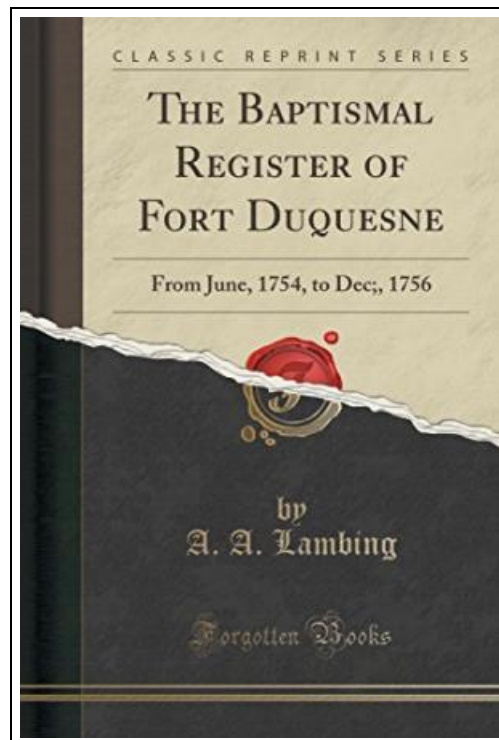 CLASSIC REPRINT SERIES
THE BAPTISMAL
REGISTER OF
FORT DUQUESNE
From June, 1754, to Dec;, 1756
by
A. A. Lambing
Forgotten Books